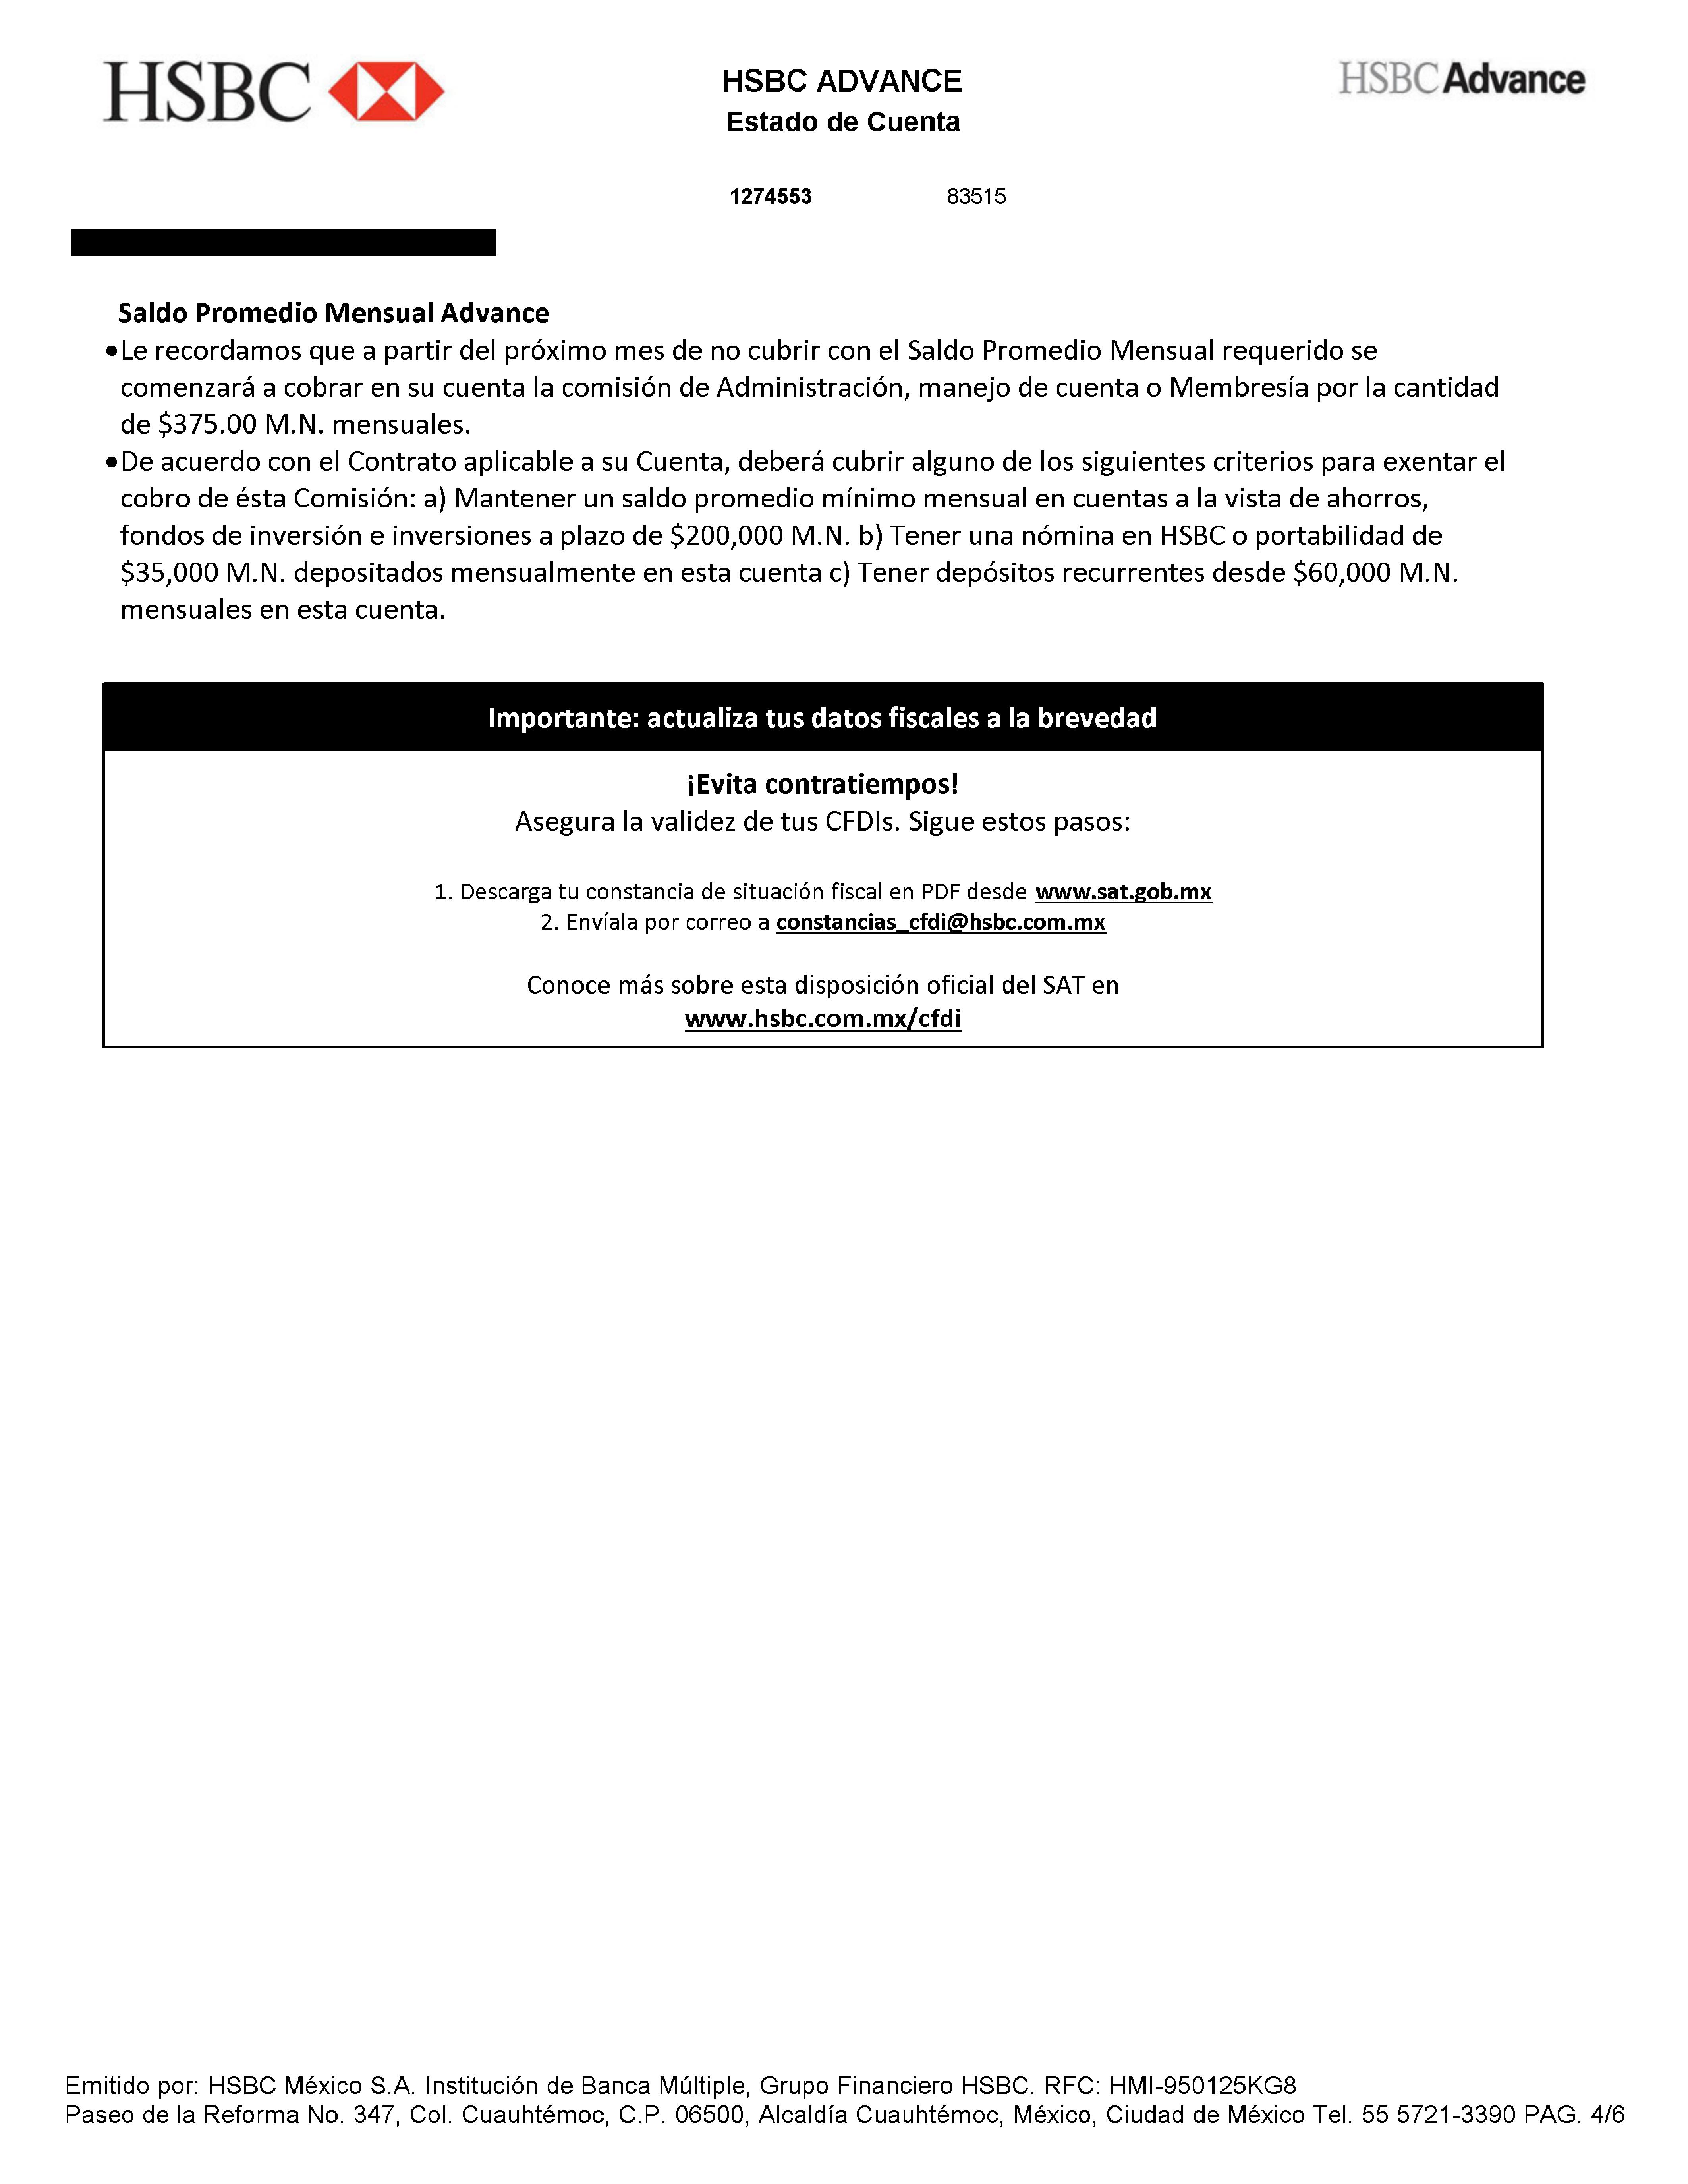 HSBC
HSBC ADVANCE
HSBC Advance
Estado de Cuenta
1274553 83515
Saldo Promedio Mensual Advance
•Le recordamos que a partir del próximo mes de no cubrir con el Saldo Promedio Mensual requerido se
comenzará a cobrar en su cuenta la comisión de Administración, manejo de cuenta o Membresía por la cantidad
de $375.00 M.N. mensuales.
•De acuerdo con el Contrato aplicable a su Cuenta, deberá cubrir alguno de los siguientes criterios para exentar el
cobro de ésta Comisión: a) Mantener un saldo promedio mínimo mensual en cuentas a la vista de ahorros,
fondos de inversión e inversiones a plazo de $200,000 M.N. b) Tener una nómina en HSBC o portabilidad de
$35,000 M.N. depositados mensualmente en esta cuenta c) Tener depósitos recurrentes desde $60,000 M.N.
mensuales en esta cuenta.
Importante: actualiza tus datos fiscales a la brevedad
¡Evita contratiempos!
Asegura la validez de tus CFDIs. Sigue estos pasos:
1. Descarga tu constancia de situación fiscal en PDF desde www.sat.gob.mx
2. Envíala por correo a constancias_cfdi@hsbc.com.mx
Conoce más sobre esta disposición oficial del SAT en
www.hsbc.com.mx/cfdi
Emitido por: HSBC México S.A. Institución de Banca Múltiple, Grupo Financiero HSBC. RFC: HMI-950125KG8
Paseo de la Reforma No. 347, Col. Cuauhtémoc, C.P. 06500, Alcaldía Cuauhtémoc, México, Ciudad de México Tel. 55 5721-3390 PAG. 4/6